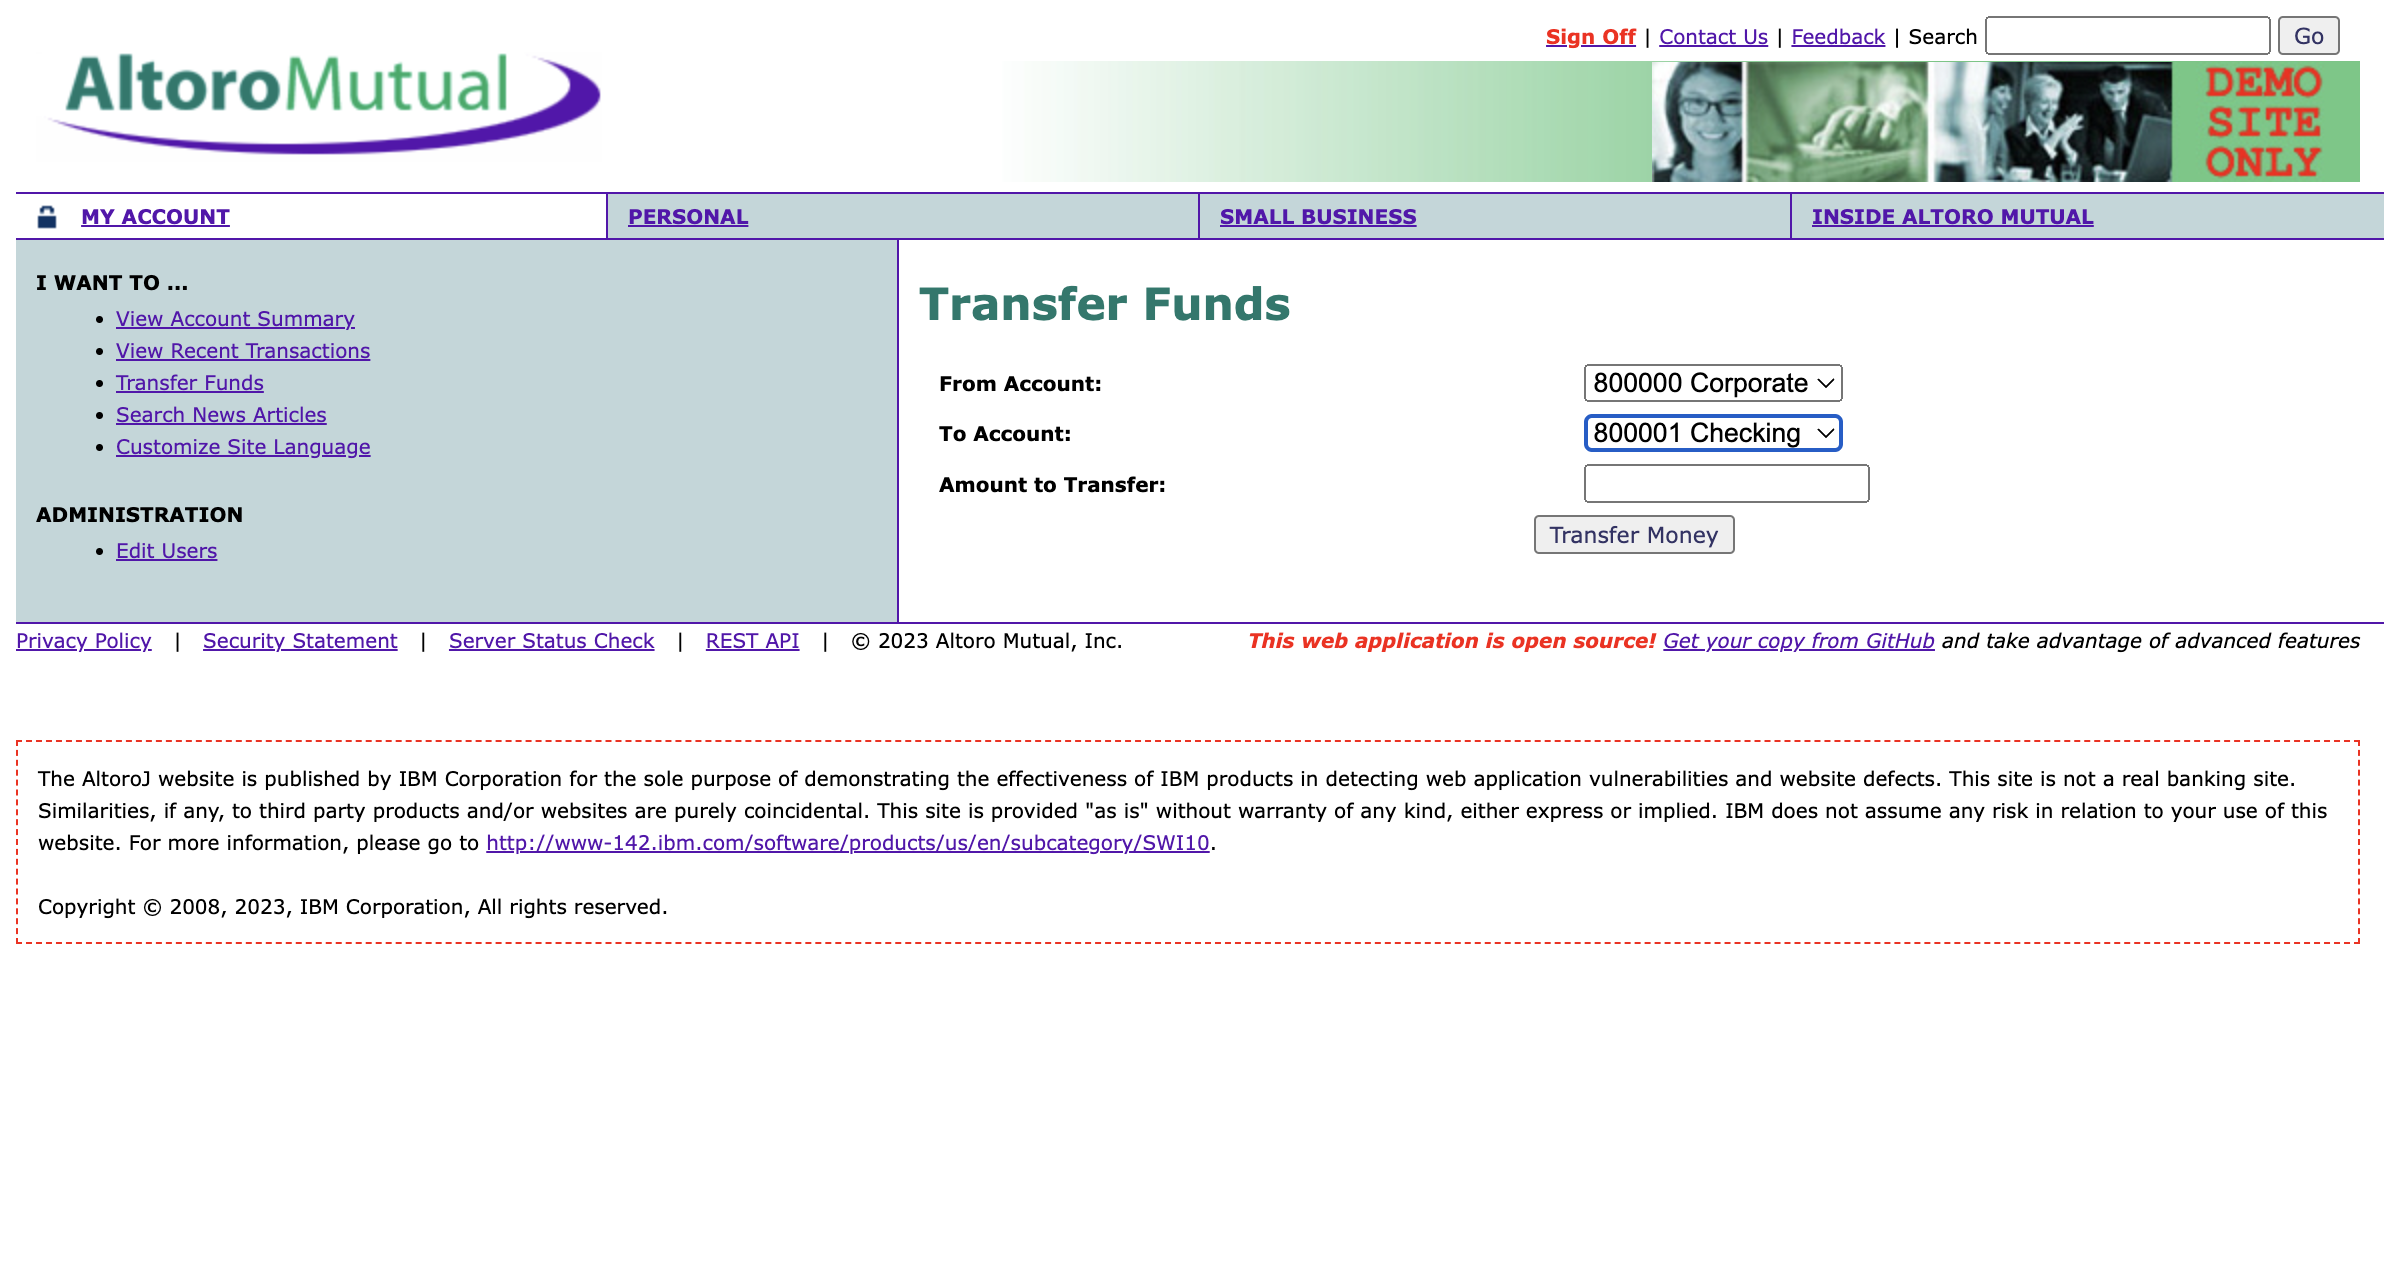 Sign Off | Contact Us | Feedback | Search Go
AltoroMutual
DEMO
SITE
ONLY
MY ACCOUNT PERSONAL SMALL BUSINESS INSIDE ALTORO MUTUAL
I WANT TO ...
• View Account Summary
• View Recent Transactions
• Transfer Funds
• Search News Articles
• Customize Site Language
ADMINISTRATION
• Edit Users
Transfer Funds
From Account: 800000 Corporate
To Account: 800001 Checking
Amount to Transfer:
Transfer Money
Privacy Policy | Security Statement | Server Status Check | REST API | © 2023 Altoro Mutual, Inc. This web application is open source! Get your copy from GitHub and take advantage of advanced features
The AltoroJ website is published by IBM Corporation for the sole purpose of demonstrating the effectiveness of IBM products in detecting web application vulnerabilities and website defects. This site is not a real banking site.
Similarities, if any, to third party products and/or websites are purely coincidental. This site is provided "as is" without warranty of any kind, either express or implied. IBM does not assume any risk in relation to your use of this
website. For more information, please go to http://www-142.ibm.com/software/products/us/en/subcategory/SWI10.
Copyright © 2008, 2023, IBM Corporation, All rights reserved.